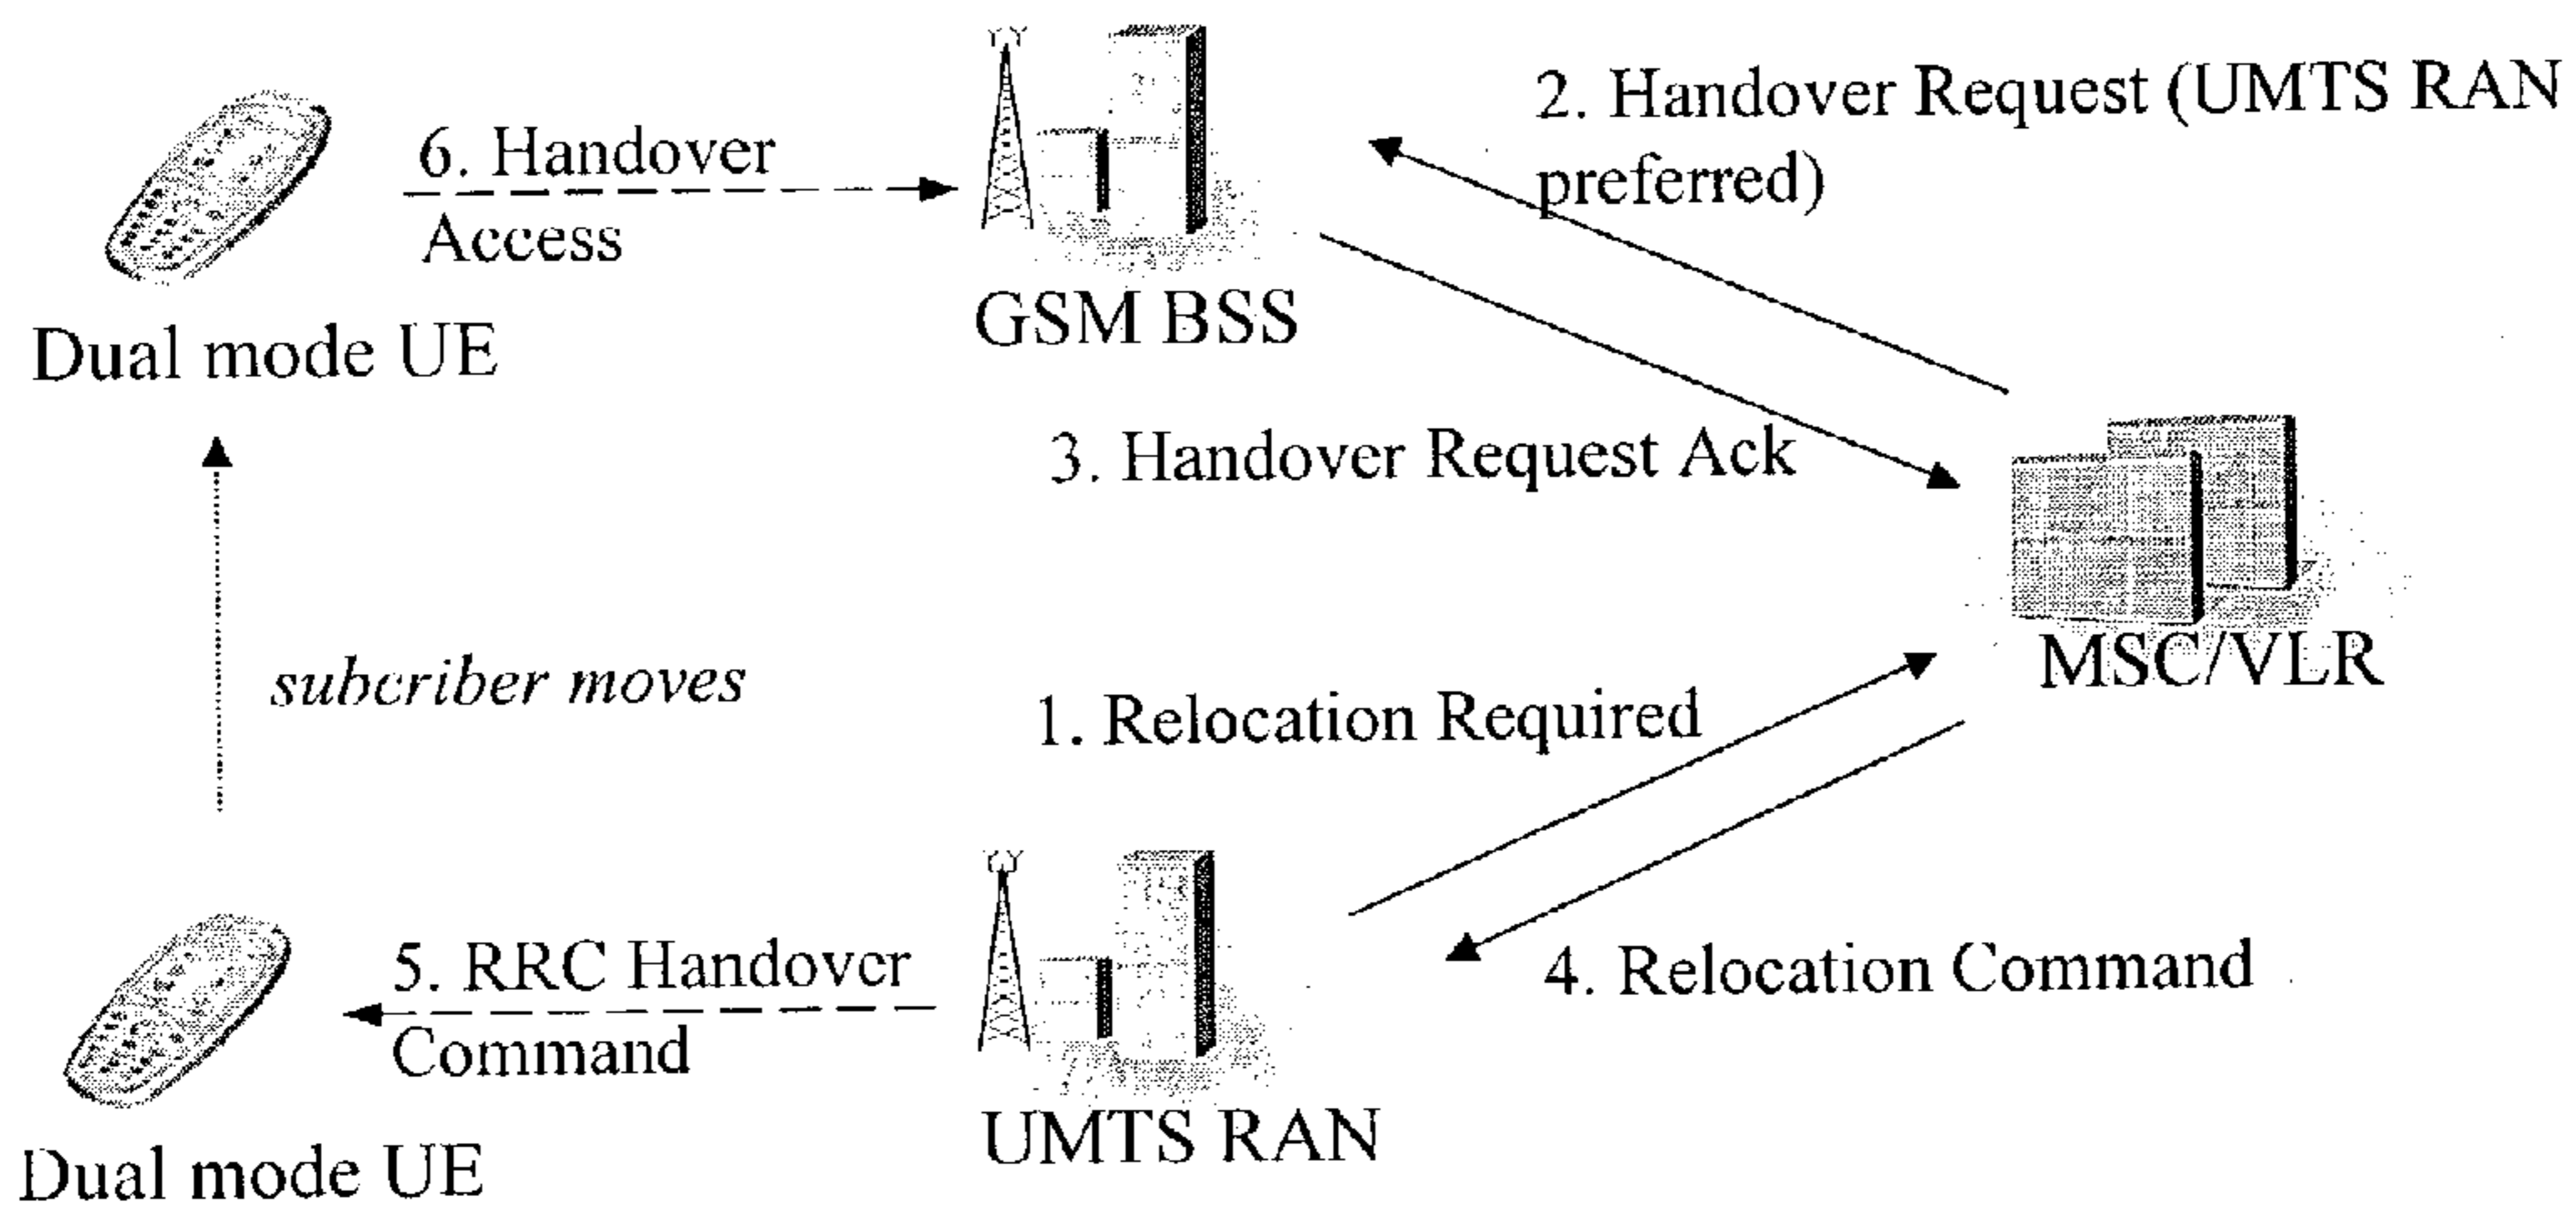 2. Handover Request (UMTS RAN
preferred)
6. Handover
Access
GSM BSS
Dual mode UE
3. Handover Request Ack
MSC/VLR
subcriber moves
1. Relocation Required
5. RRC Handover
Command
4. Relocation Command
UMTS RAN
Dual mode UE